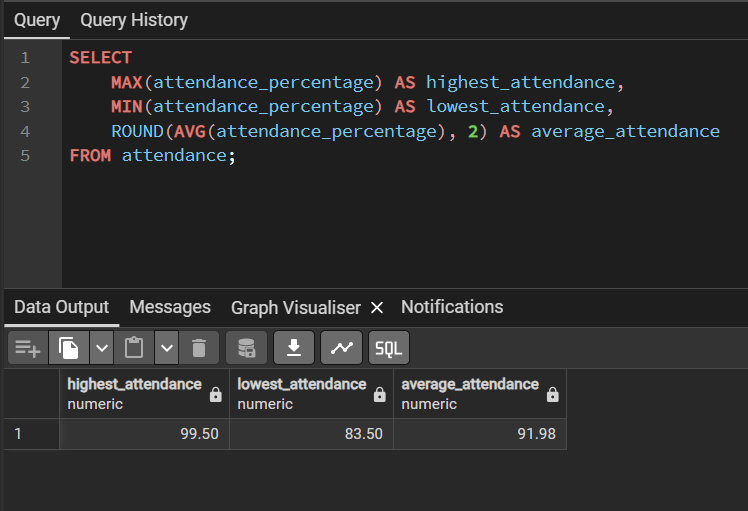 Query Query History
1 SELECT
2 MAX(attendance_percentage) AS highest_attendance,
3 MIN(attendance_percentage) AS lowest_attendance,
4 ROUND(AVG(attendance_percentage), 2) AS average_attendance
5 FROM attendance;
Data Output Messages Graph Visualiser × Notifications
SQL
highest_attendance lowest_attendance average_attendance
numeric numeric numeric
1 99.50 83.50 91.98